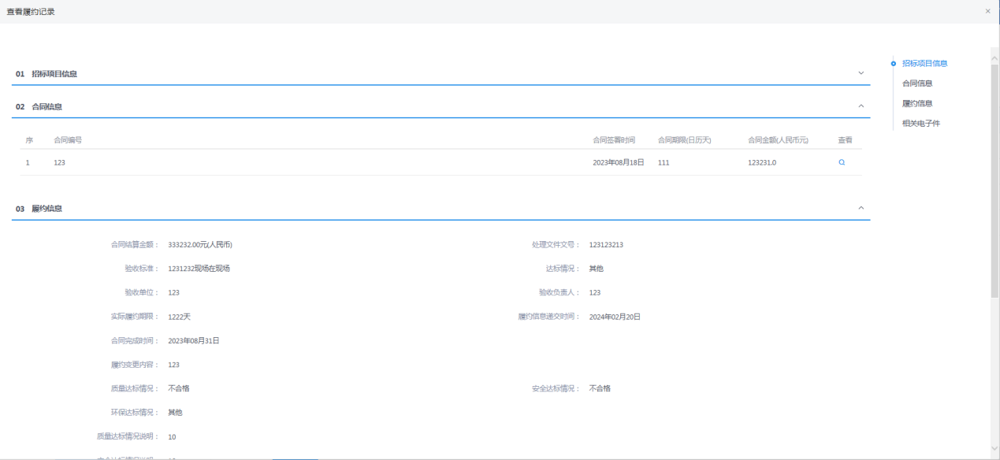 查看履约记录
招标项目信息
合同信息
履约信息
相关电子件
01 招标项目信息
02 合同信息
序 合同编号 合同签署时间 合同期限(日历天) 合同金额(人民币元) 查看
1 123 2023年08月18日 111 123231.0
03 履约信息
合同结算金额： 333232.00元(人民币) 处理文件文号： 123123213
验收标准： 1231232现场在现场 达标情况： 其他
验收单位： 123 验收负责人： 123
实际履约期限： 1222天 履约信息递交时间： 2024年02月20日
合同完成时间： 2023年08月31日
履约变更内容： 123
质量达标情况： 不合格 安全达标情况： 不合格
环保达标情况： 其他
质量达标情况说明： 10